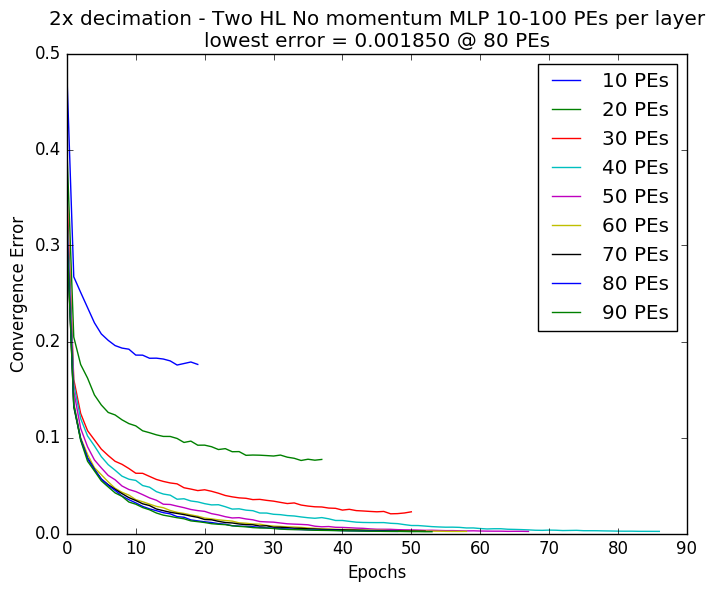 2x decimation - Two HL No momentum MLP 10-100 PEs per layer
lowest error = 0.001850 @ 80 PEs
0.5
0.4
0.3
0.2
0.1
0.0
Convergence Error
10 PEs
20 PEs
30 PEs
40 PEs
50 PEs
60 PEs
70 PEs
80 PEs
90 PEs
0 10 20 30 40 50 60 70 80 90
Epochs